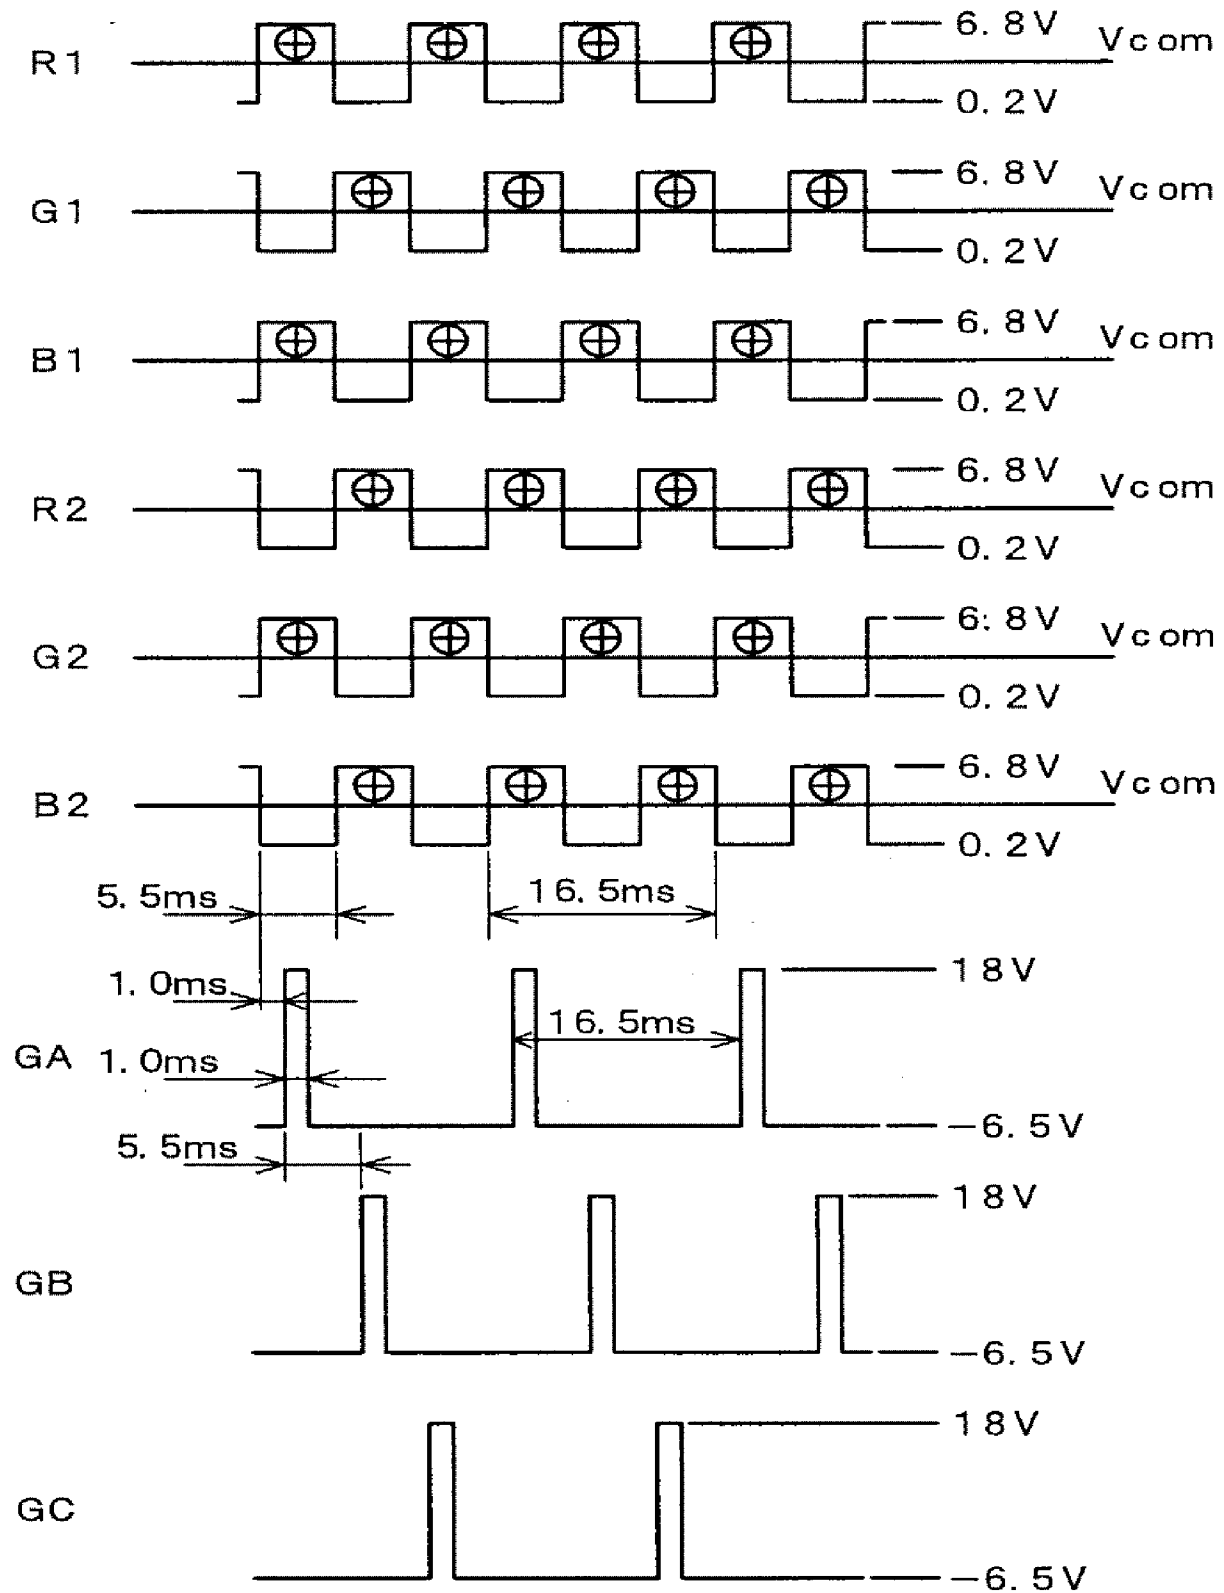 6. 8V Vcom
R1
0. 2V
6. 8V Vcom
G1
0. 2V
6. 8V Vcom
B1
0. 2V
6. 8V Vcom
R2
0. 2V
6: 8V Vcom
G2
0. 2V
6. 8V Vcom
B2
0. 2V
5. 5ms 16. 5ms
18V
1. 0ms
16. 5ms
GA 1. 0ms
−6. 5V
5. 5ms
18V
GB
−6. 5V
18V
GC
−6. 5V